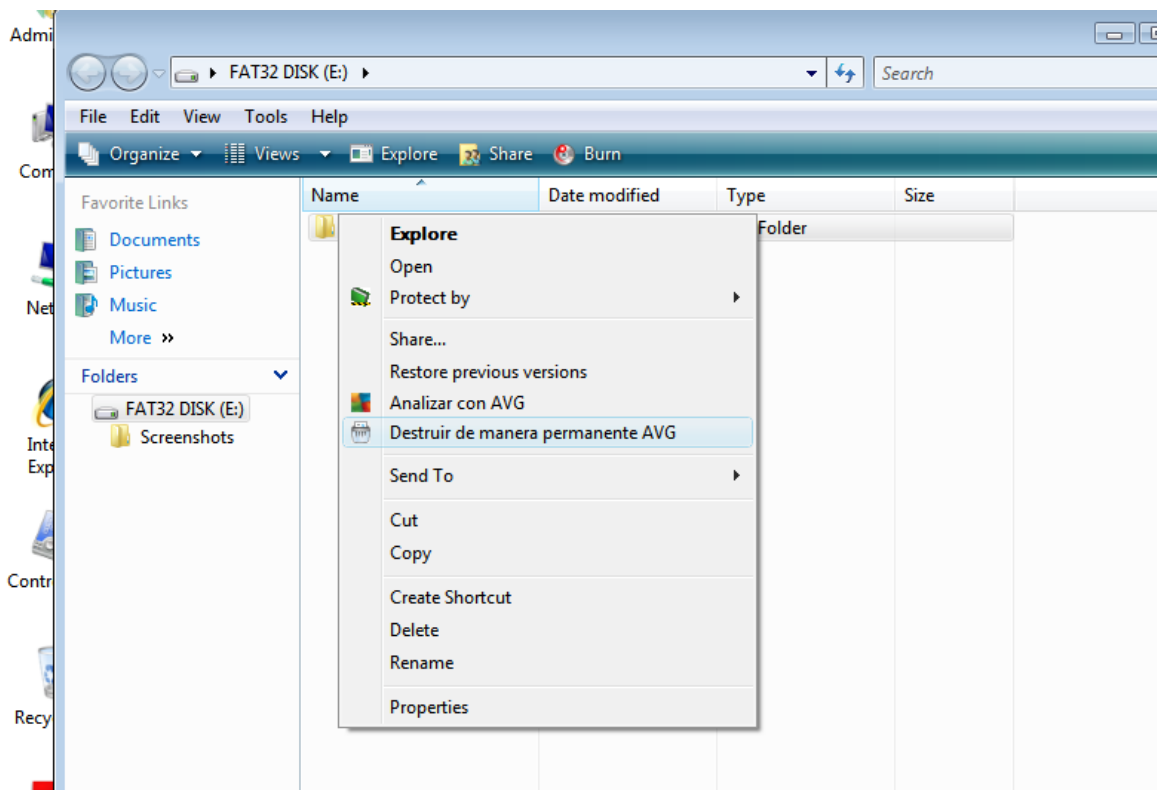 Admi
FAT32 DISK (E:)
Search
File Edit View Tools Help
Organize Views Explore Share Burn
Com
Favorite Links
Name Date modified Type Size
Documents
Pictures
Music
More »
Folders
FAT32 DISK (E:)
Screenshots
Folder
Explore
Open
Protect by
Share...
Restore previous versions
Analizar con AVG
Destruir de manera permanente AVG
Send To
Cut
Copy
Create Shortcut
Delete
Rename
Properties
Net
Inte
Exp
Contr
Recy